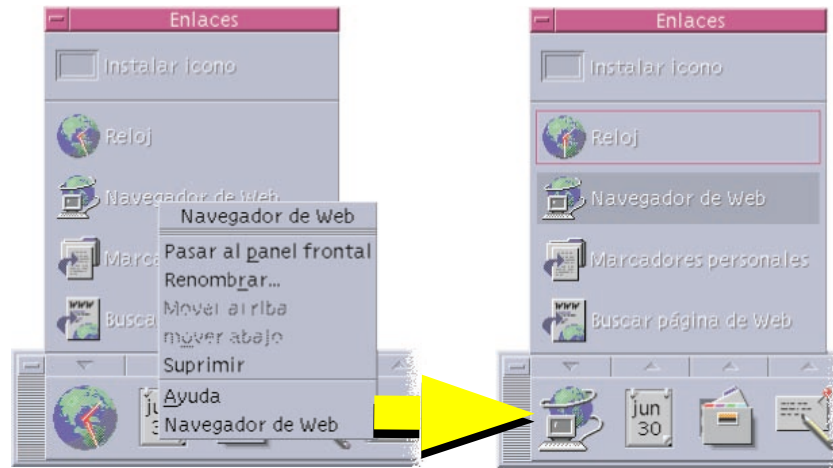 Enlaces
Instalar icono
Reloj
Navegador de Web
Navegador de Web
Pasar al panel frontal
Renombrar...
Mover arriba
mover abajo
Suprimir
Ayuda
Navegador de Web
Enlaces
Instalar icono
Reloj
Navegador de Web
Marcadores personales
Buscar página de Web
jun
30